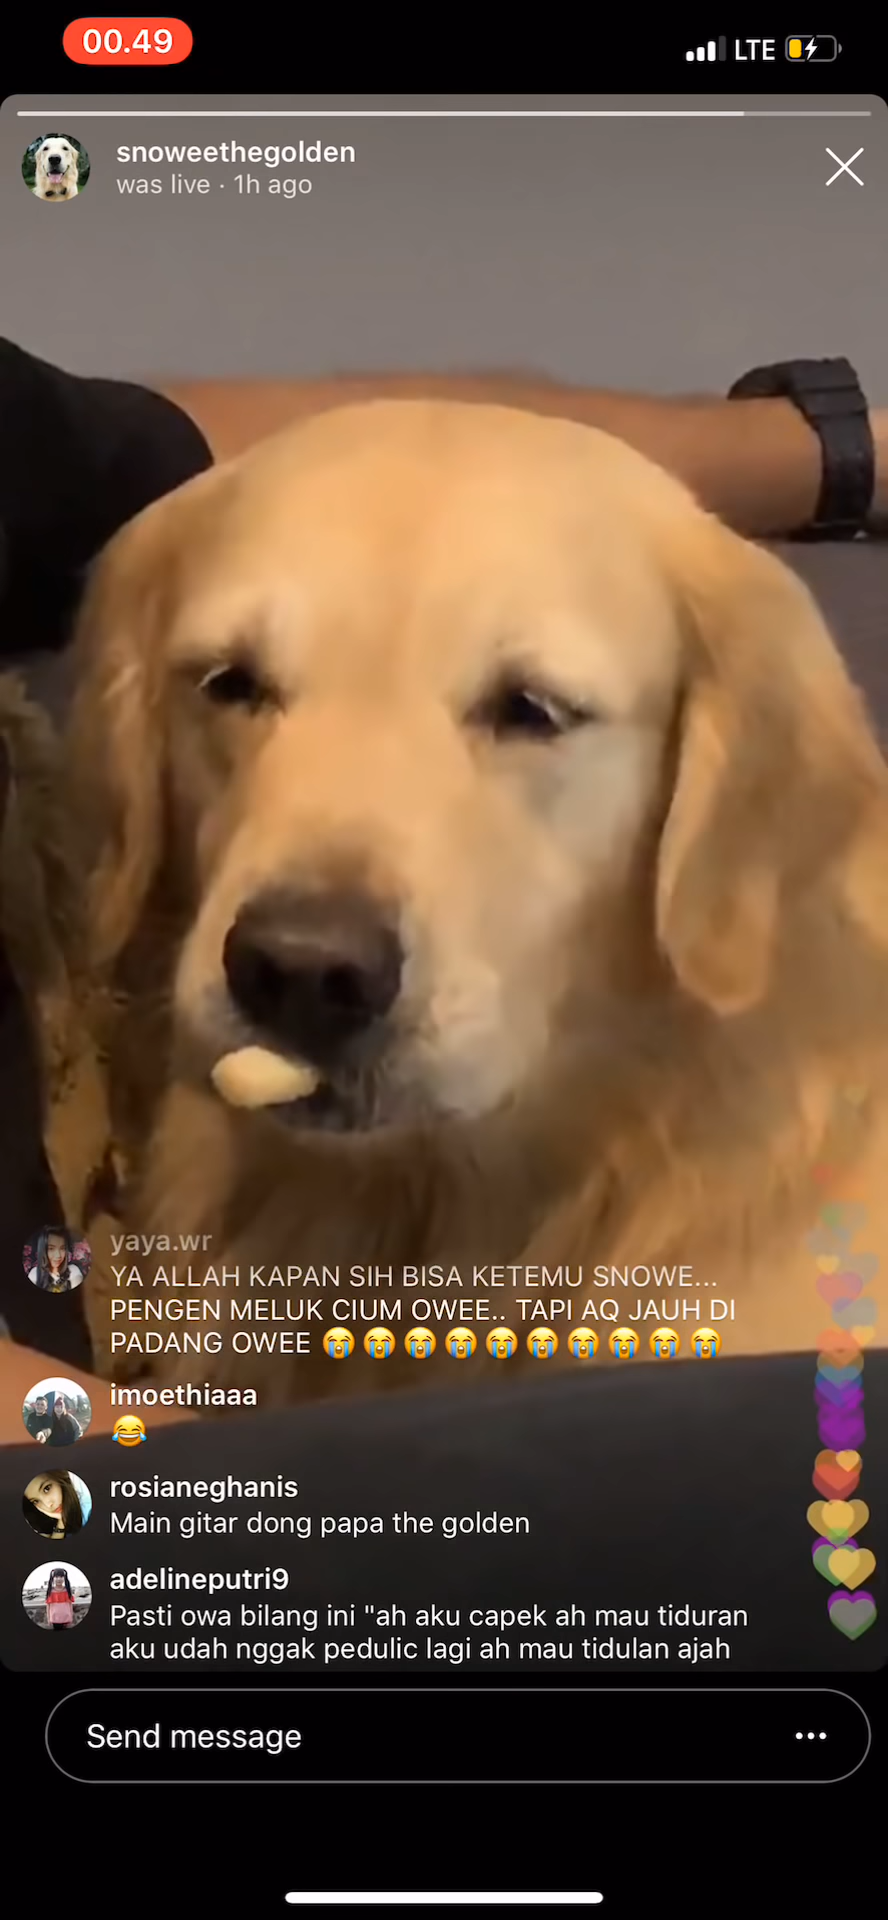 00.49
LTE
snoweethegolden
was live · 1h ago
yaya.wr
YA ALLAH KAPAN SIH BISA KETEMU SNOWE...
PENGEN MELUK CIUM OWEE.. TAPI AQ JAUH DI
PADANG OWEE 😭😭😭😭😭😭😭😭😭😭
imoethiaaa
😂
rosianeghanis
Main gitar dong papa the golden
adelineputri9
Pasti owa bilang ini "ah aku capek ah mau tiduran
aku udah nggak pedulic lagi ah mau tidulan ajah
Send message